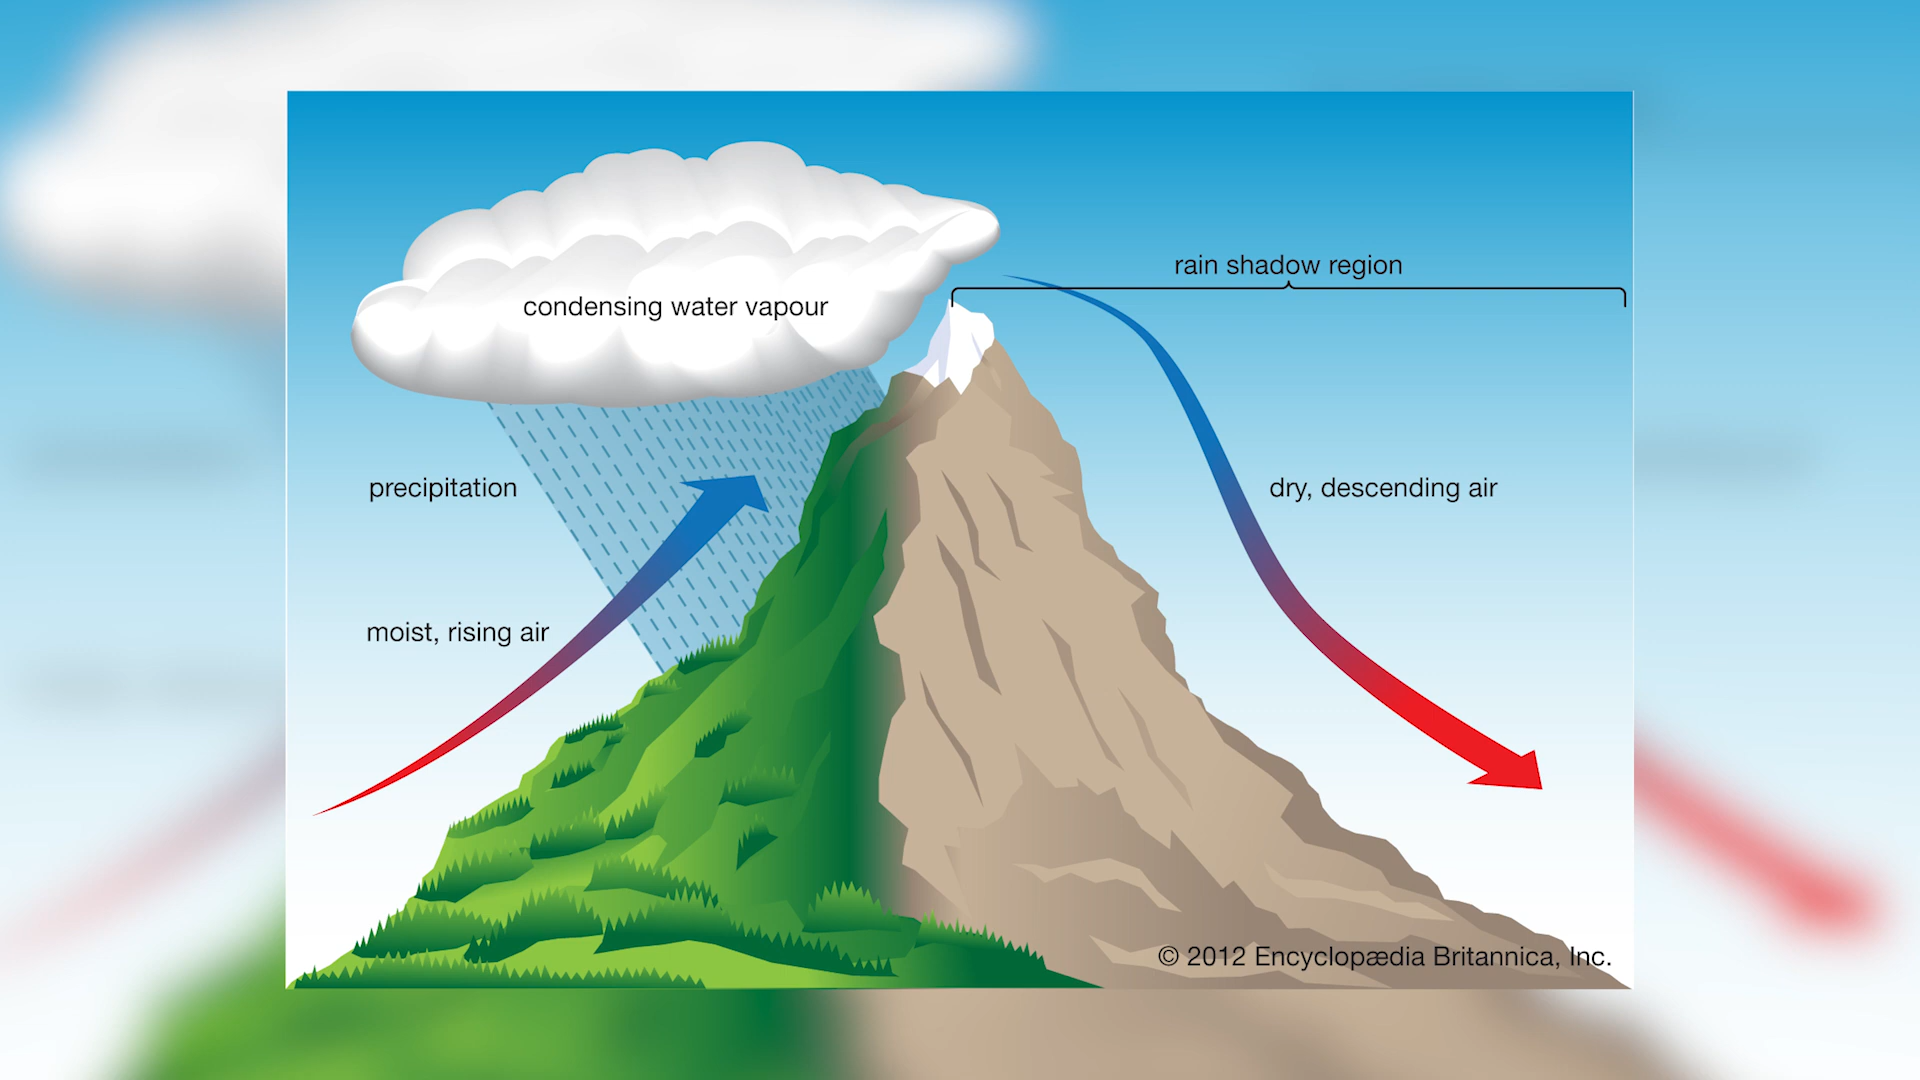 rain shadow region
condensing water vapour
precipitation
dry, descending air
moist, rising air
© 2012 Encyclopædia Britannica, Inc.